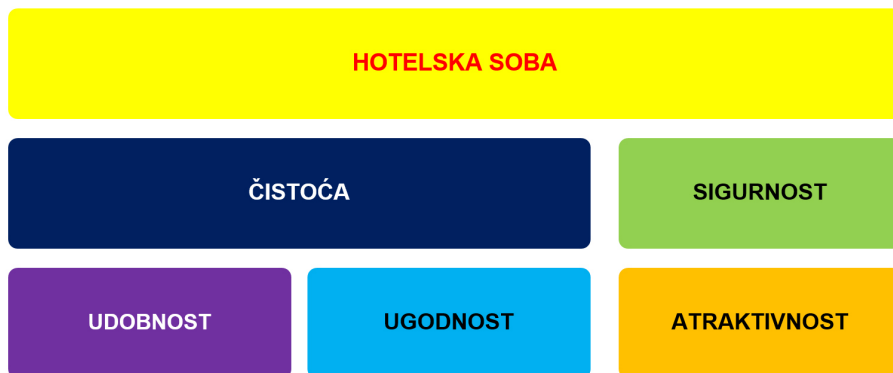 HOTELSKA SOBA
ČISTOĆA
SIGURNOST
UDOBNOST
UGODNOST
ATRAKTIVNOST